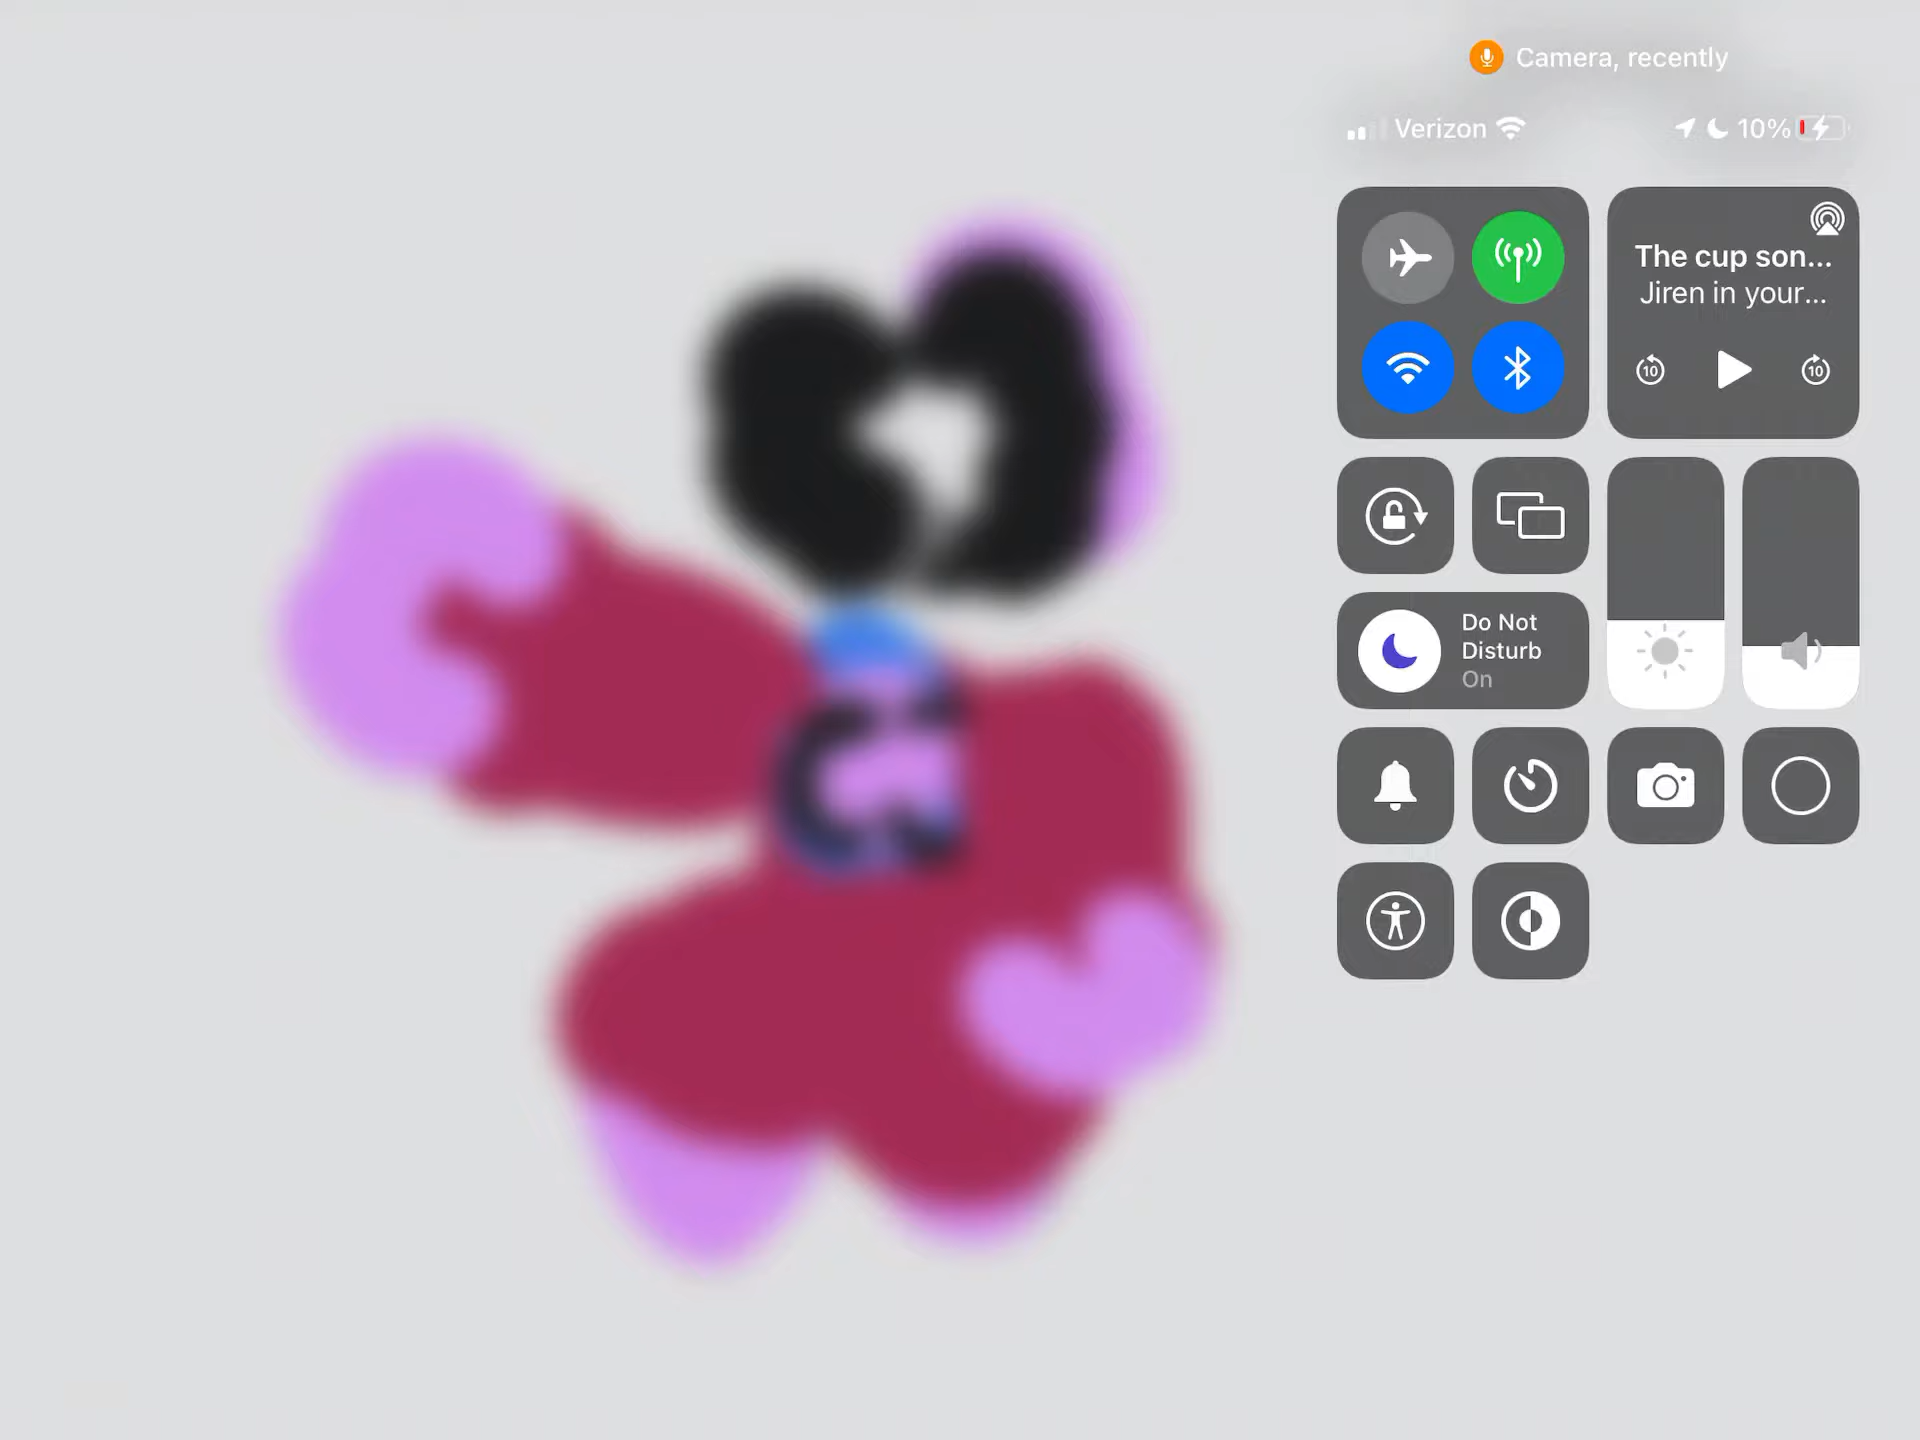 Camera, recently
Verizon
10%
The cup son...
Jiren in your...
10
10
Do Not
Disturb
On